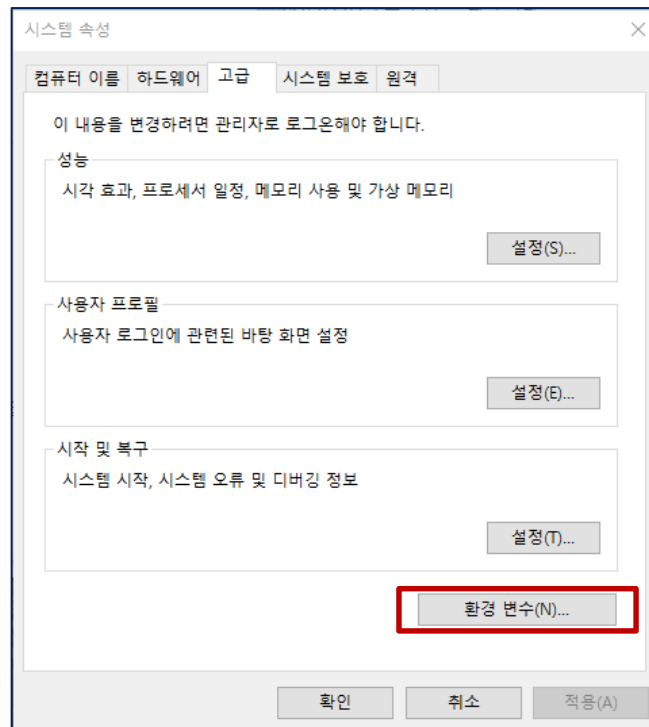 시스템 속성
컴퓨터 이름 하드웨어 고급 시스템 보호 원격
이 내용을 변경하려면 관리자로 로그온해야 합니다.
성능
시각 효과, 프로세서 일정, 메모리 사용 및 가상 메모리
설정(S)...
사용자 프로필
사용자 로그인에 관련된 바탕 화면 설정
설정(E)...
시작 및 복구
시스템 시작, 시스템 오류 및 디버깅 정보
설정(T)...
환경 변수(N)...
확인 취소 적용(A)